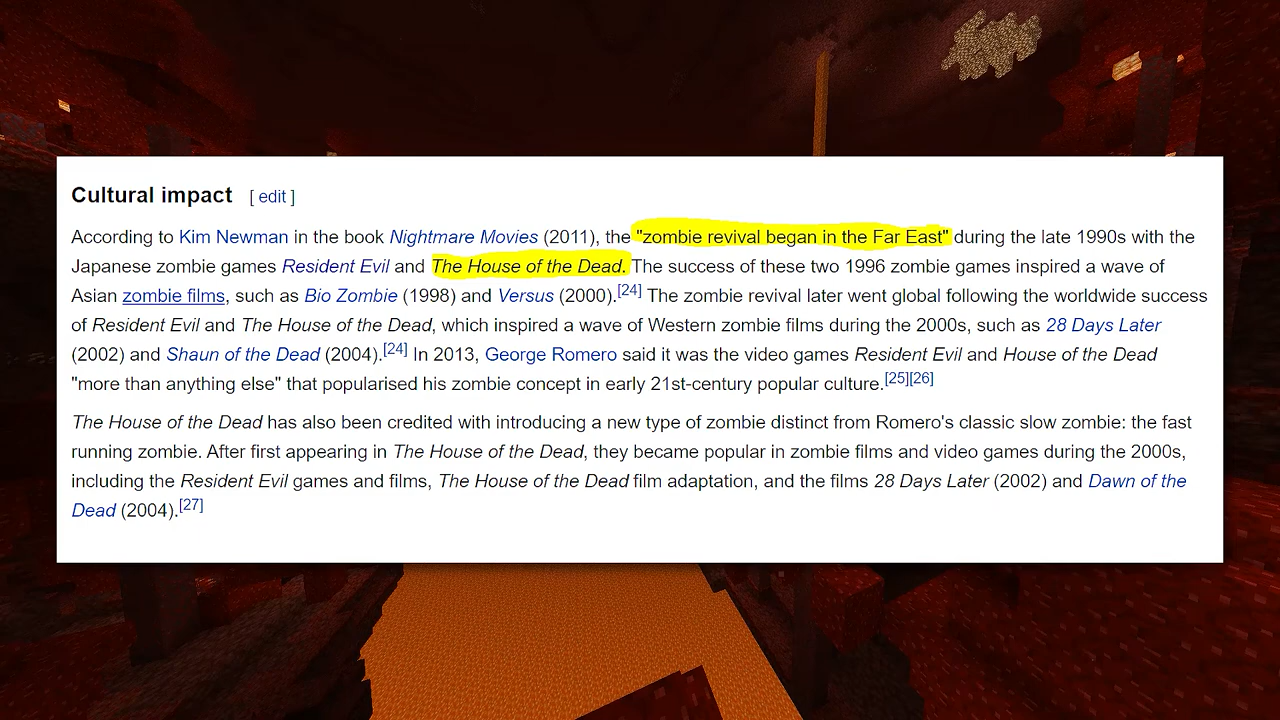 Cultural impact [ edit ]
According to Kim Newman in the book Nightmare Movies (2011), the "zombie revival began in the Far East" during the late 1990s with the
Japanese zombie games Resident Evil and The House of the Dead. The success of these two 1996 zombie games inspired a wave of
Asian zombie films, such as Bio Zombie (1998) and Versus (2000).[24] The zombie revival later went global following the worldwide success
of Resident Evil and The House of the Dead, which inspired a wave of Western zombie films during the 2000s, such as 28 Days Later
(2002) and Shaun of the Dead (2004).[24] In 2013, George Romero said it was the video games Resident Evil and House of the Dead
"more than anything else" that popularised his zombie concept in early 21st-century popular culture.[25][26]
The House of the Dead has also been credited with introducing a new type of zombie distinct from Romero's classic slow zombie: the fast
running zombie. After first appearing in The House of the Dead, they became popular in zombie films and video games during the 2000s,
including the Resident Evil games and films, The House of the Dead film adaptation, and the films 28 Days Later (2002) and Dawn of the
Dead (2004).[27]